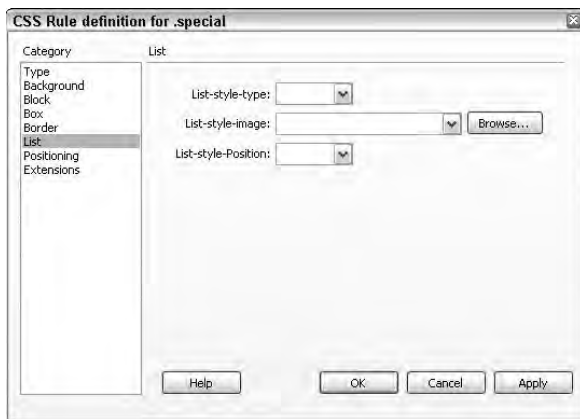 CSS Rule definition for .special
Category
List
Type
Background
Block
Box
Border
List
Positioning
Extensions
List-style-type:
List-style-image:
Browse...
List-style-Position:
Help
OK
Cancel
Apply